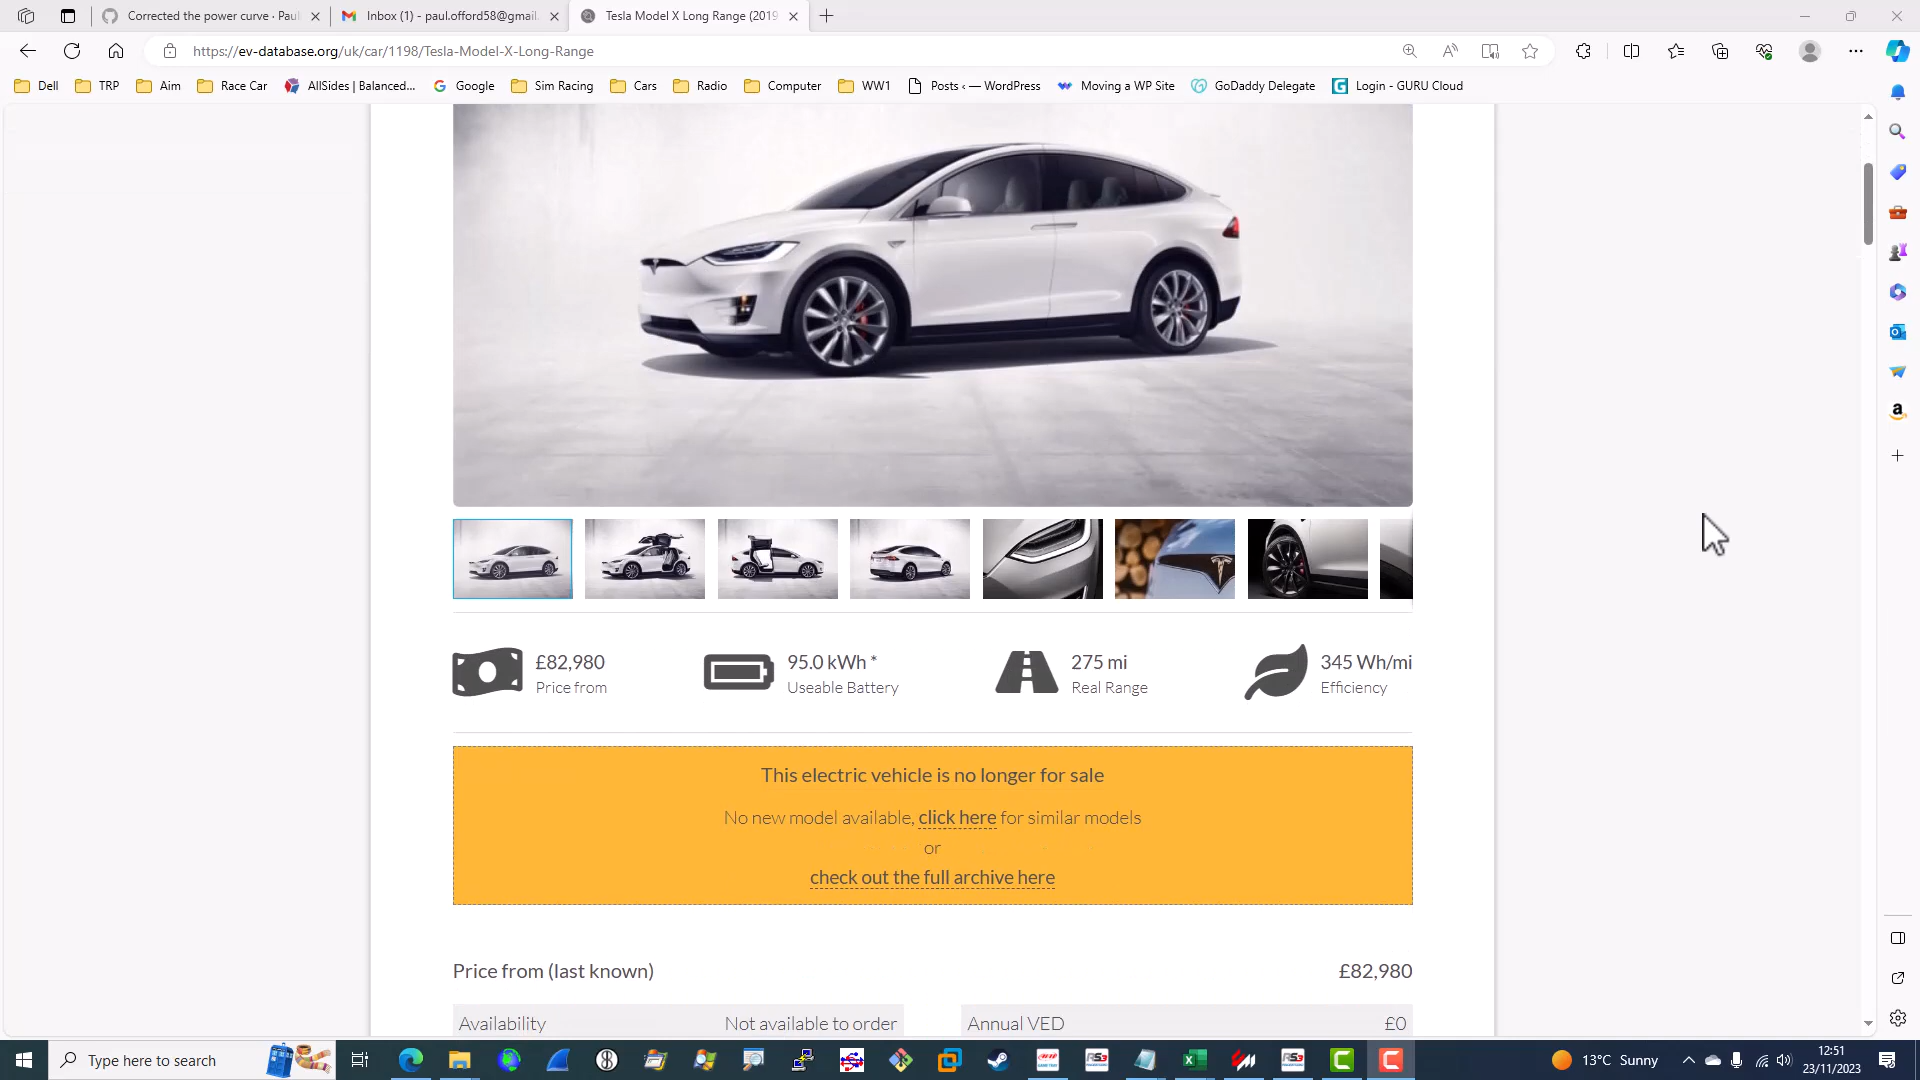 Corrected the power curve · Paul
Inbox (1) - paul.offord58@gmail.
Tesla Model X Long Range (2019
https://ev-database.org/uk/car/1198/Tesla-Model-X-Long-Range
Dell
TRP
Aim
Race Car
AllSides | Balanced...
Google
Sim Racing
Cars
Radio
Computer
WW1
Posts ‹ — WordPress
Moving a WP Site
GoDaddy Delegate
Login - GURU Cloud
£82,980
Price from
95.0 kWh *
Useable Battery
275 mi
Real Range
345 Wh/mi
Efficiency
This electric vehicle is no longer for sale
No new model available, click here for similar models
or
check out the full archive here
Price from (last known) £82,980
Availability Not available to order
Annual VED £0
Type here to search
13°C Sunny
12:51
23/11/2023